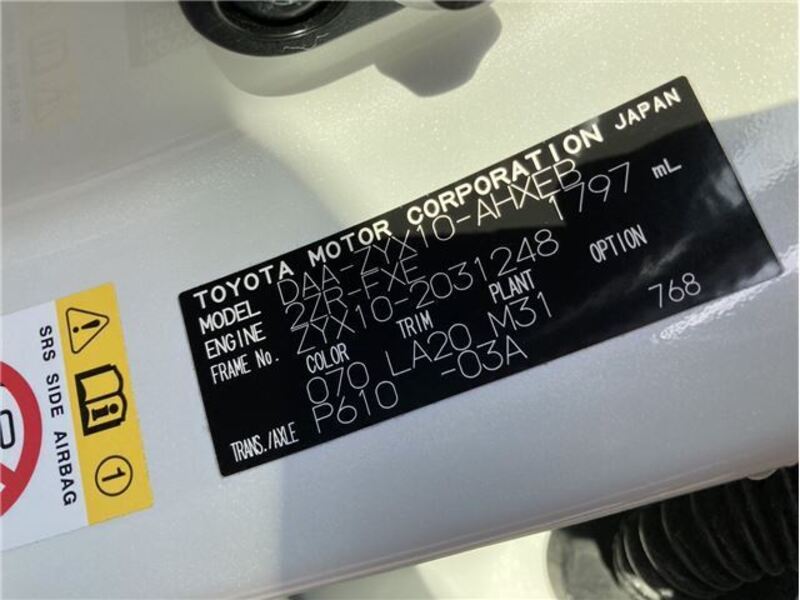 TOYOTA MOTOR CORPORATION JAPAN
MODEL DAA-ZYX10-AHXEB
ENGINE 2ZR-FXE 1797 mL
FRAME No. ZYX10-2031248
COLOR TRIM PLANT OPTION
070 LA20 M31 768
TRANS./AXLE P610 -03A
SRS SIDE AIRBAG
1